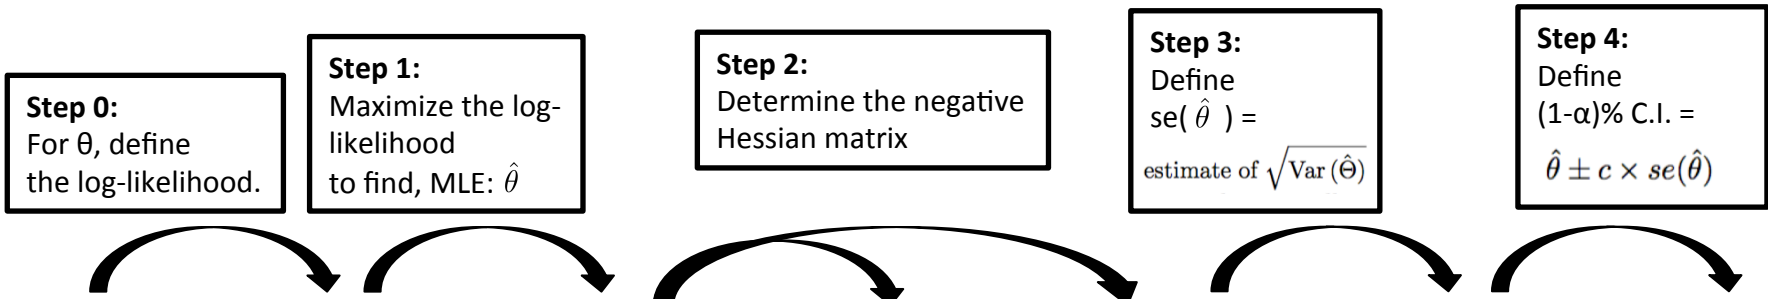 Step 0:
For θ, define
the log-likelihood.
Step 1:
Maximize the log-
likelihood
to find, MLE: θ̂
Step 2:
Determine the negative
Hessian matrix
Step 3:
Define
se( θ̂ ) =
estimate of √Var (Θ̂)
Step 4:
Define
(1-α)% C.I. =
θ̂ ± c × se(θ̂)